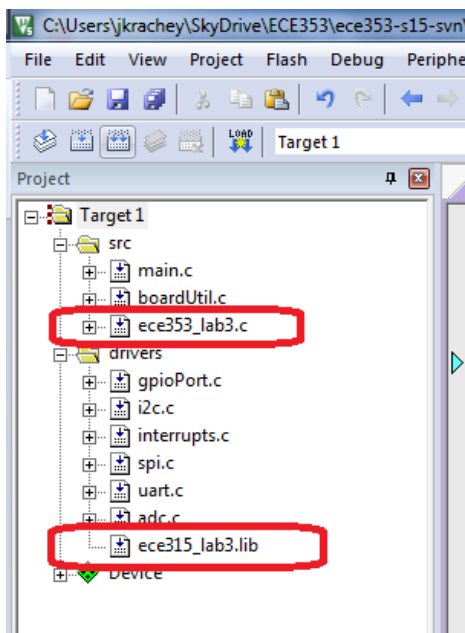 C:\Users\jkrachey\SkyDrive\ECE353\ece353-s15-svn\
File Edit View Project Flash Debug Periphe
LOAD Target 1
Project
Target 1
src
main.c
boardUtil.c
ece353_lab3.c
drivers
gpioPort.c
i2c.c
interrupts.c
spi.c
uart.c
adc.c
ece315_lab3.lib
Device